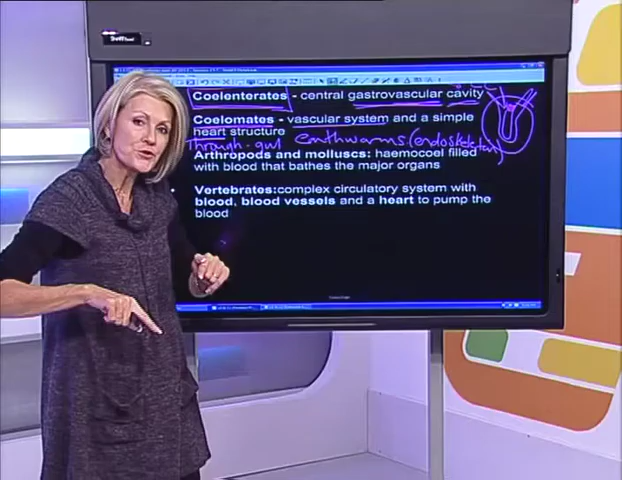 Coelenterates - central gastrovascular cavity
Coelomates - vascular system and a simple
heart structure
Through-gut earthworms (endoskeleton)
Arthropods and molluscs: haemocoel filled
with blood that bathes the major organs
Vertebrates:complex circulatory system with
blood, blood vessels and a heart to pump the
blood